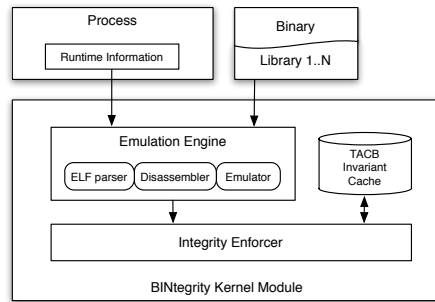 Process
Runtime Information
Binary
Library 1..N
Emulation Engine
ELF parser
Disassembler
Emulator
TACB
Invariant
Cache
Integrity Enforcer
BINtegrity Kernel Module